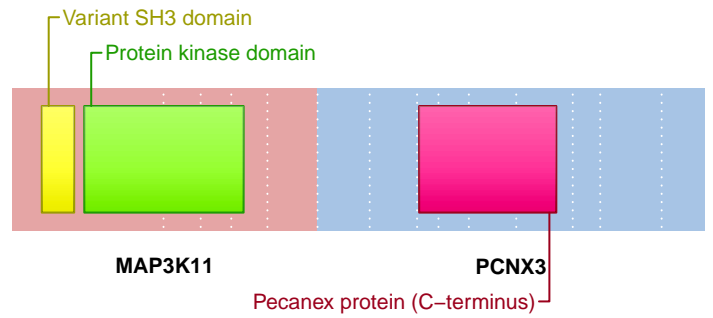 Variant SH3 domain
Protein kinase domain
MAP3K11
PCNX3
Pecanex protein (C−terminus)